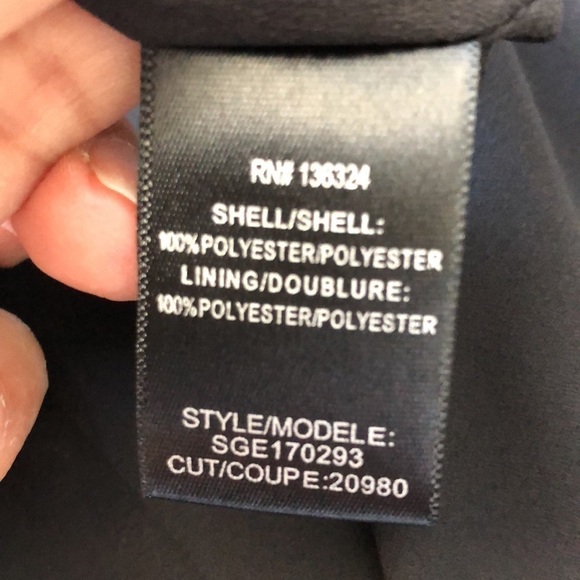 RN# 136324
SHELL/SHELL:
100%POLYESTER/POLYESTER
LINING/DOUBLURE:
100%POLYESTER/POLYESTER
STYLE/MODELE:
SGE170293
CUT/COUPE:20980